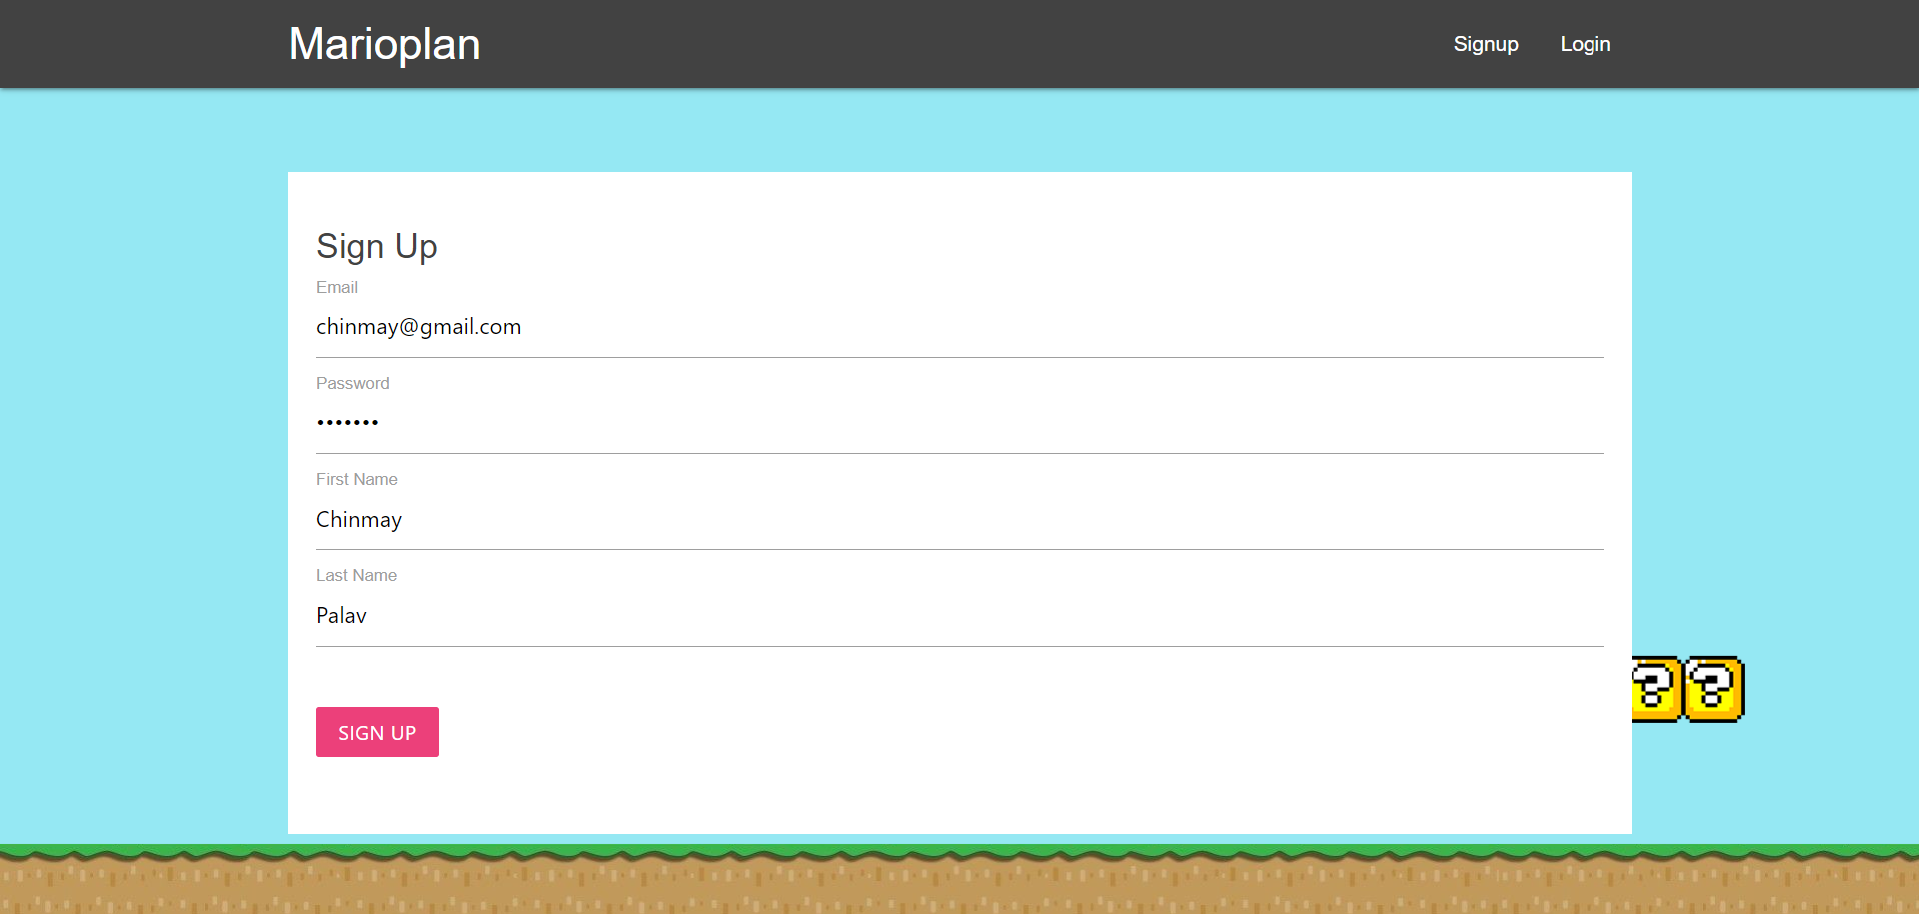 Marioplan
Signup Login
Sign Up
Email
chinmay@gmail.com
Password
•••••••
First Name
Chinmay
Last Name
Palav
SIGN UP
? ?